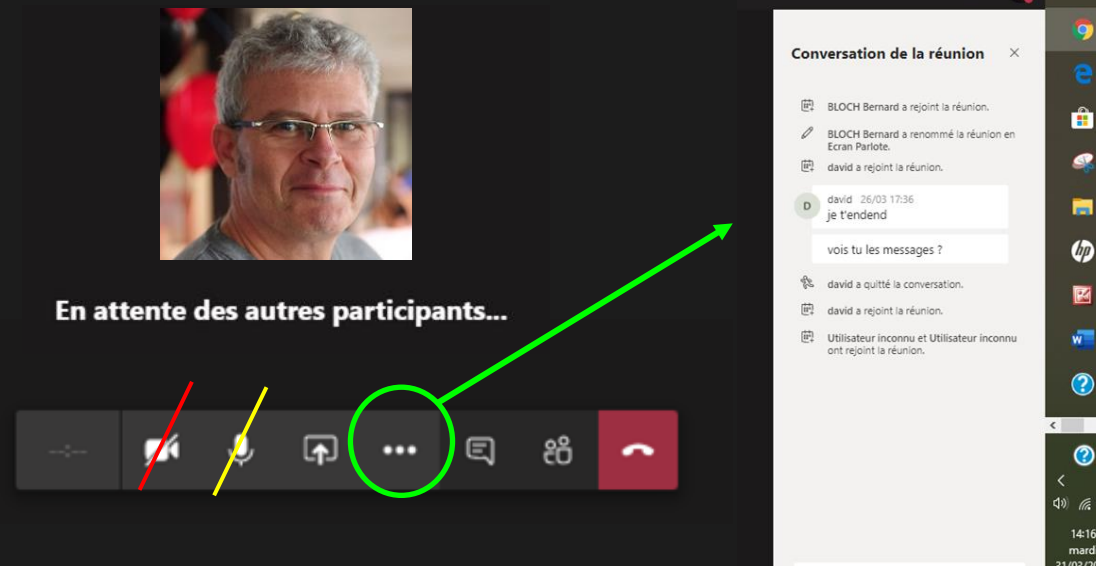 En attente des autres participants...
--:--
Conversation de la réunion
BLOCH Bernard a rejoint la réunion.
BLOCH Bernard a renommé la réunion en
Ecran Parlote.
david a rejoint la réunion.
D
david 26/03 17:36
je t'endend
vois tu les messages ?
david a quitté la conversation.
david a rejoint la réunion.
Utilisateur inconnu et Utilisateur inconnu
ont rejoint la réunion.
hp
W
14:16
mardi